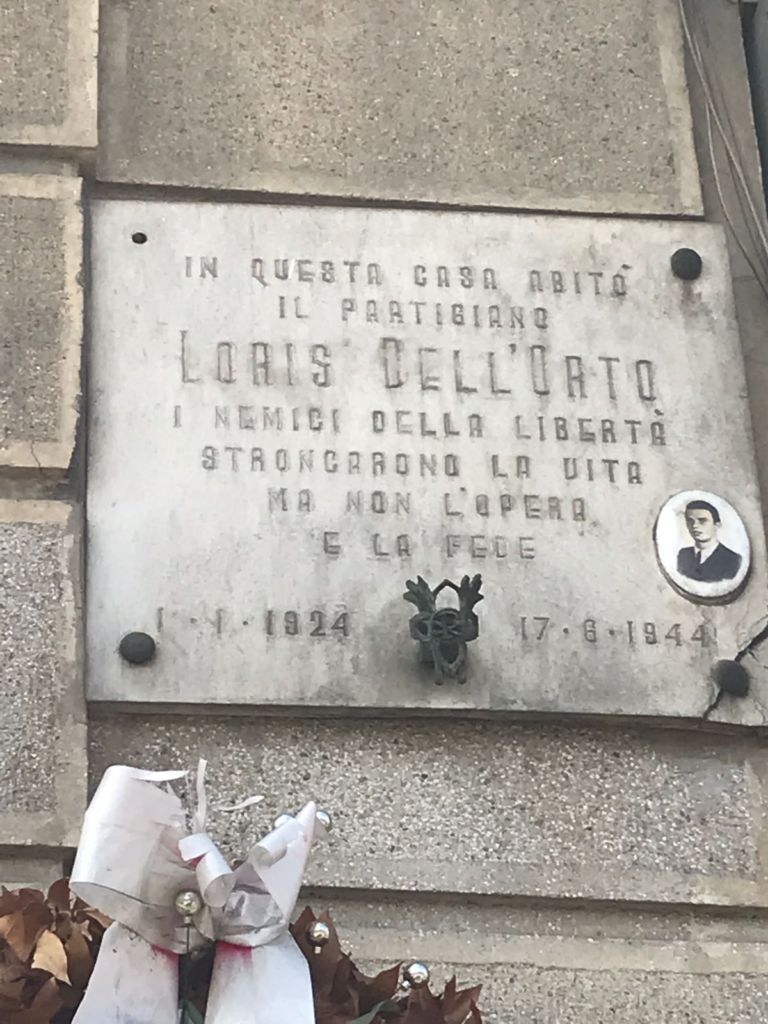 IN QUESTA CASA ABITÒ
IL PARTIGIANO
LORIS DELL'ORTO
I NEMICI DELLA LIBERTÀ
STRONCARONO LA VITA
MA NON L'OPERA
E LA FEDE
1·1·1924 17·6·1944